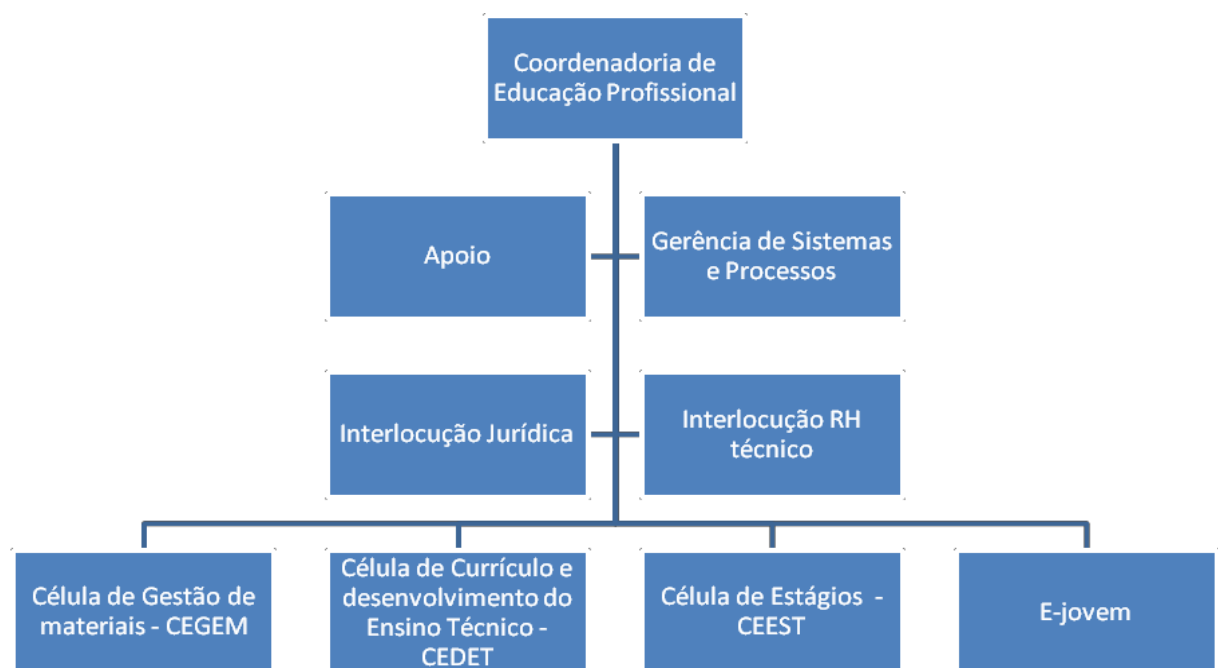 Coordenadoria de
Educação Profissional
Apoio
Gerência de Sistemas
e Processos
Interlocução Jurídica
Interlocução RH
técnico
Célula de Gestão de
materiais - CEGEM
Célula de Currículo e
desenvolvimento do
Ensino Técnico -
CEDET
Célula de Estágios  -
CEEST
E-jovem